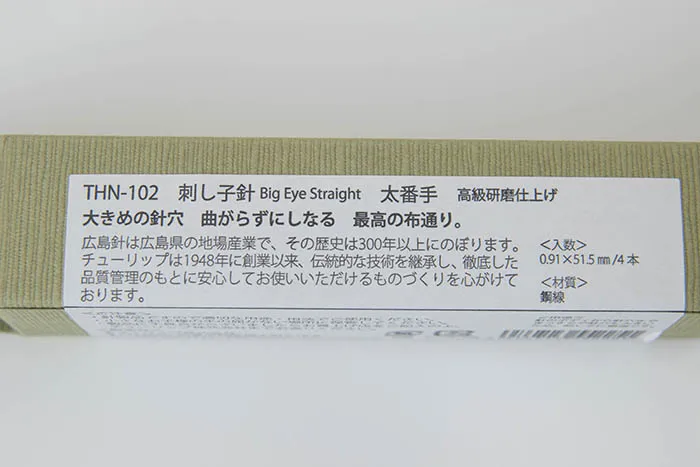 THN-102 刺し子針 Big Eye Straight 太番手 高級研磨仕上げ
大きめの針穴 曲がらずにしなる 最高の布通り。
広島針は広島県の地場産業で、その歴史は300年以上にのぼります。
チューリップは1948年に創業以来、伝統的な技術を継承し、徹底した
品質管理のもとに安心してお使いいただけるものづくりを心がけて
おります。
<入数>
0.91×51.5㎜/4本
<材質>
鋼線